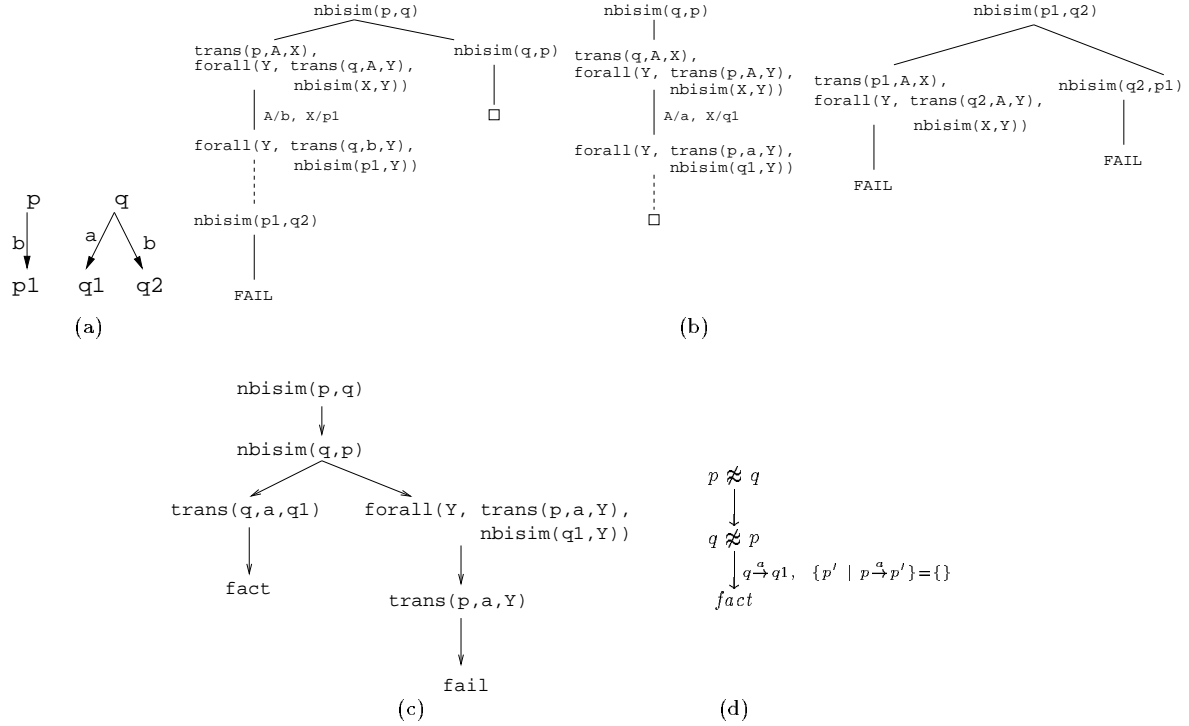 p
q
b
a
b
p1
q1
q2
(a)
nbisim(p,q)
trans(p,A,X),
forall(Y, trans(q,A,Y),
nbisim(X,Y))
nbisim(q,p)
A/b, X/p1
forall(Y, trans(q,b,Y),
nbisim(p1,Y))
nbisim(p1,q2)
FAIL
nbisim(q,p)
trans(q,A,X),
forall(Y, trans(p,A,Y),
nbisim(X,Y))
A/a, X/q1
forall(Y, trans(p,a,Y),
nbisim(q1,Y))
nbisim(p1,q2)
trans(p1,A,X),
forall(Y, trans(q2,A,Y),
nbisim(X,Y))
nbisim(q2,p1)
FAIL
FAIL
(b)
nbisim(p,q)
nbisim(q,p)
trans(q,a,q1)
forall(Y, trans(p,a,Y),
nbisim(q1,Y))
fact
trans(p,a,Y)
fail
(c)
p ≉ q
q ≉ p
q →a q1, {p′ | p →a p′}={}
fact
(d)